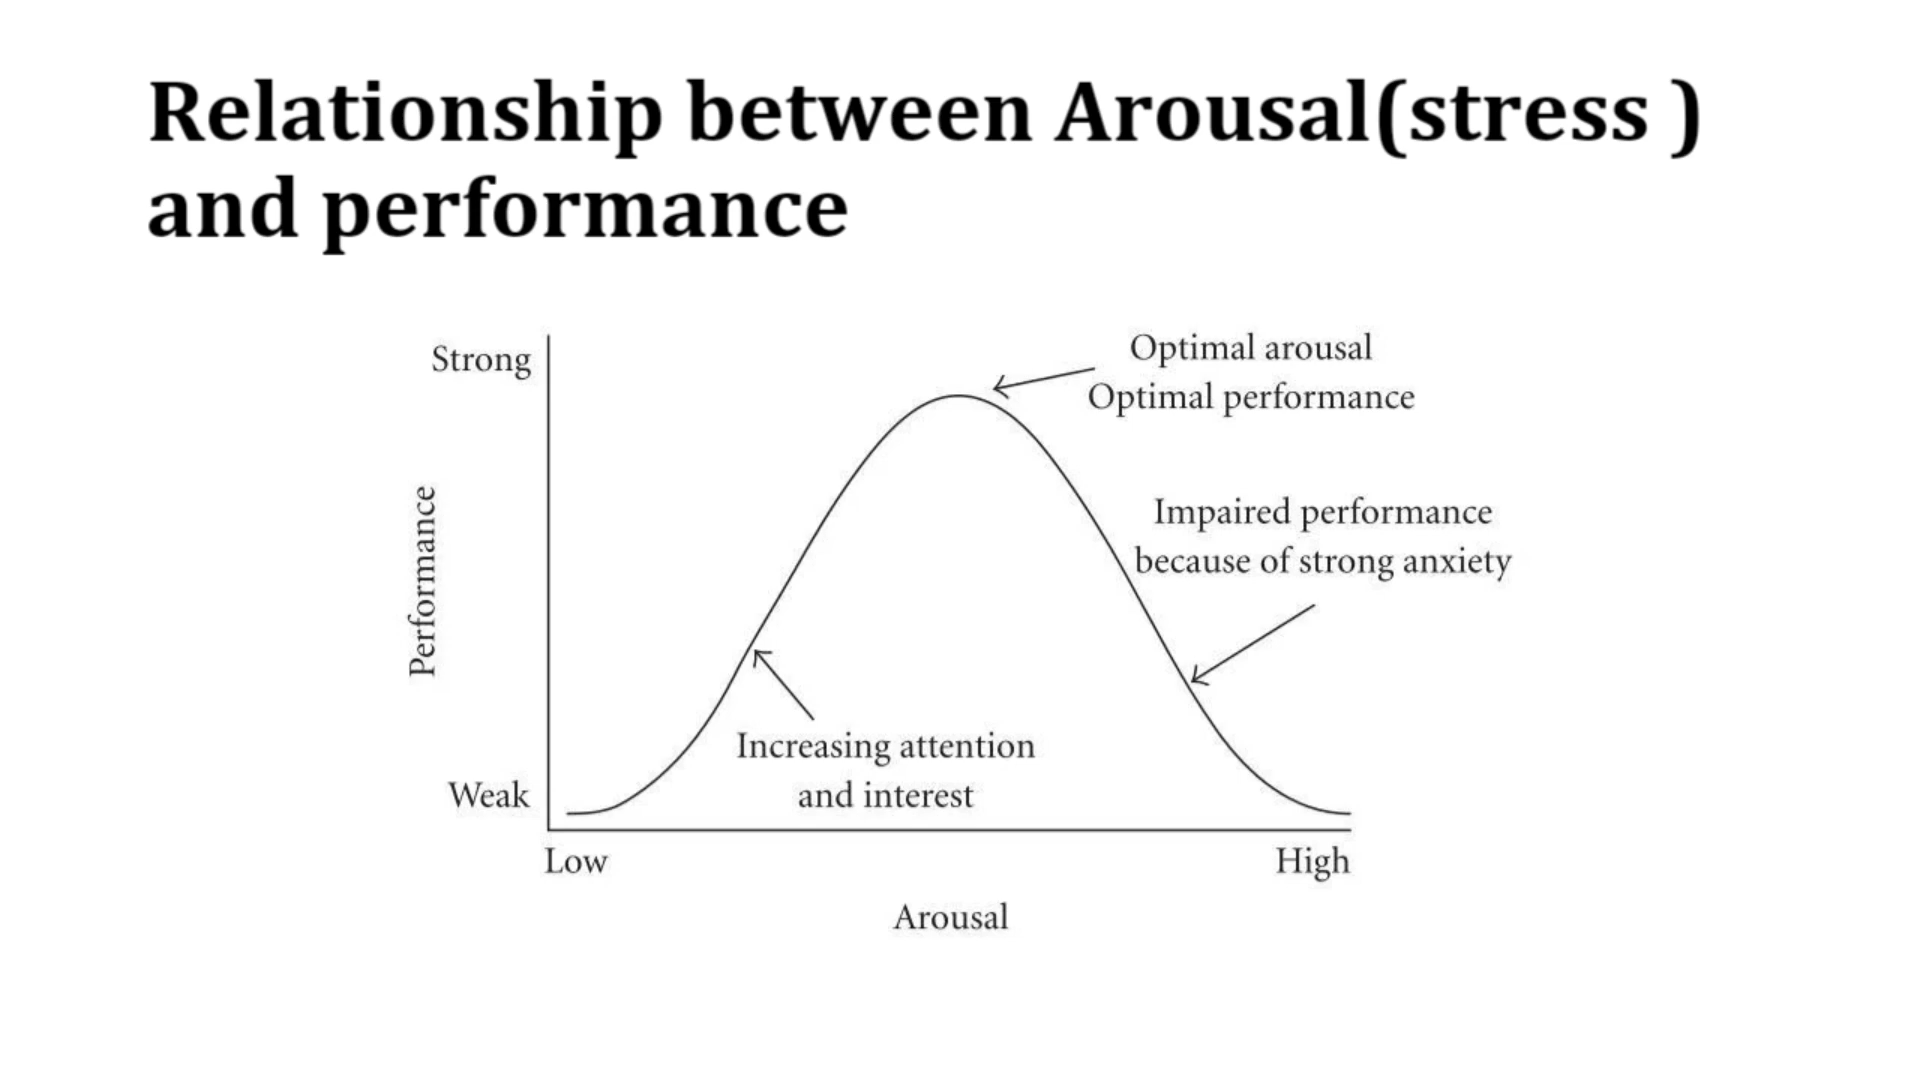 Relationship between Arousal(stress )
and performance
Strong
Optimal arousal
Optimal performance
Performance
Impaired performance
because of strong anxiety
Increasing attention
and interest
Weak
Low
High
Arousal